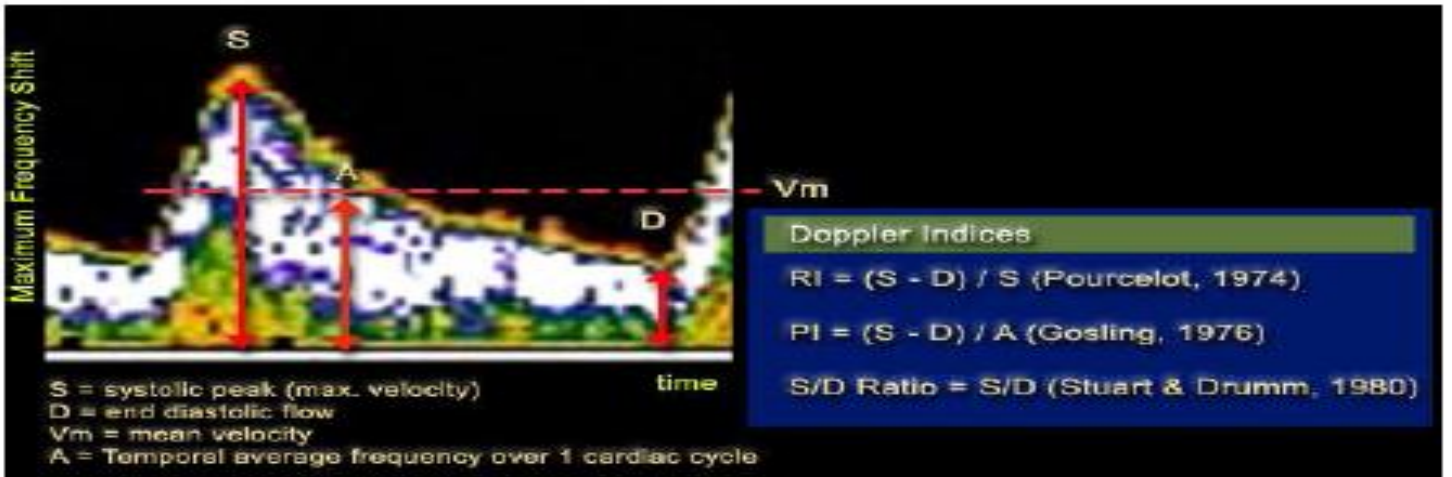 S
Maximum Frequency Shift
A
Vm
D
Doppler Indices
RI = (S - D) / S (Pourcelot, 1974)
PI = (S - D) / A (Gosling, 1976)
S/D Ratio = S/D (Stuart & Drumm, 1980)
time
S = systolic peak (max. velocity)
D = end diastolic flow
Vm = mean velocity
A = Temporal average frequency over 1 cardiac cycle